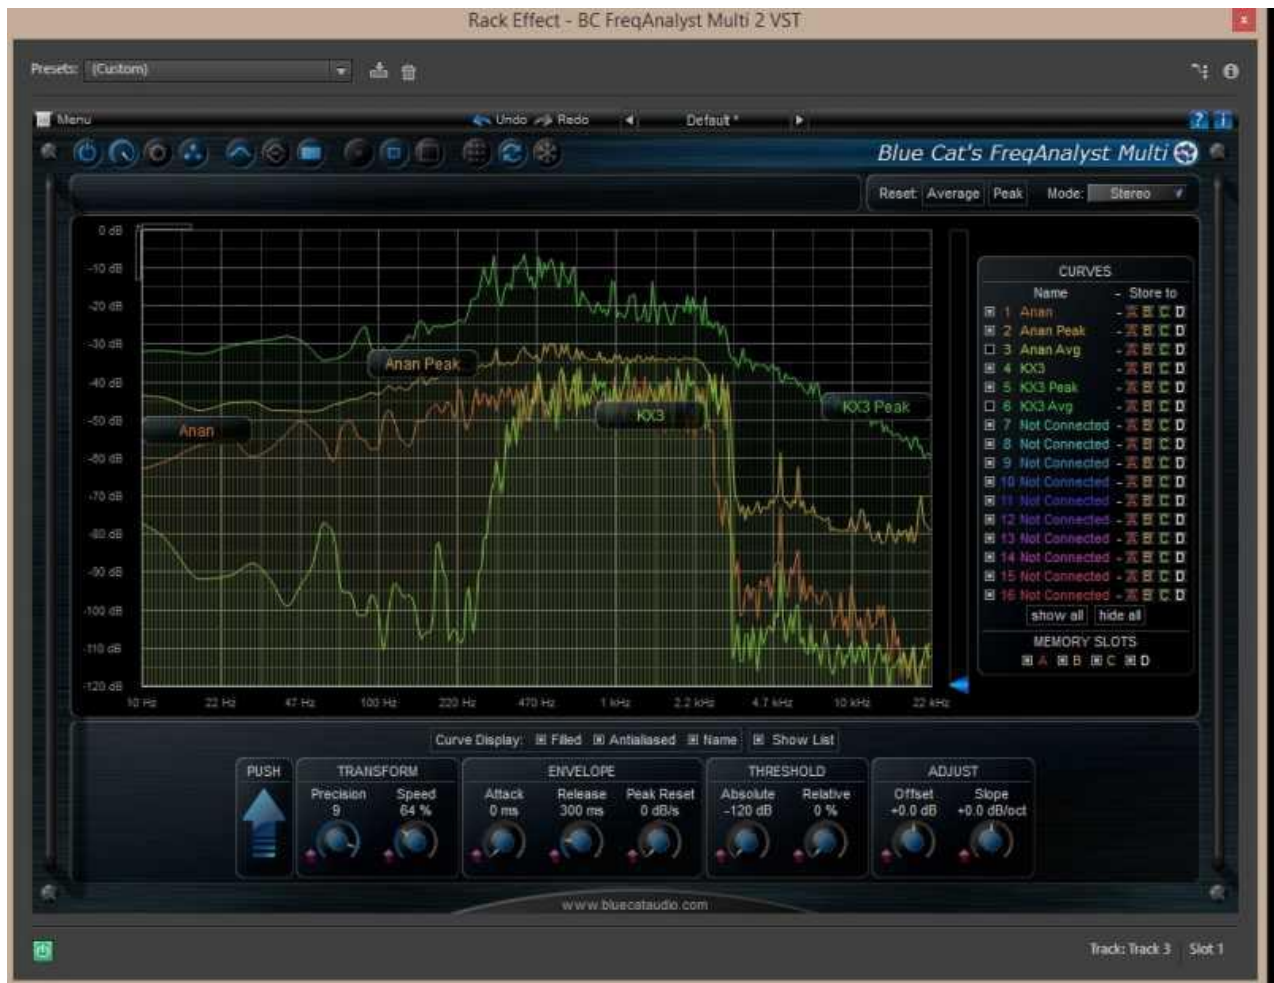 Rack Effect - BC FreqAnalyst Multi 2 VST
x
Presets: (Custom)
Menu
Undo Redo Default *
? i
Blue Cat's FreqAnalyst Multi
Reset: Average Peak Mode: Stereo
0 dB
-10 dB
-20 dB
-30 dB
-40 dB
-50 dB
-60 dB
-70 dB
-80 dB
-90 dB
-100 dB
-110 dB
-120 dB
Anan Peak
Anan
KX3
KX3 Peak
10 Hz 22 Hz 47 Hz 100 Hz 220 Hz 470 Hz 1 kHz 2.2 kHz 4.7 kHz 10 kHz 22 kHz
CURVES
Name - Store to
1 Anan - A B C D
2 Anan Peak - A B C D
3 Anan Avg - A B C D
4 KX3 - A B C D
5 KX3 Peak - A B C D
6 KX3 Avg - A B C D
7 Not Connected - A B C D
8 Not Connected - A B C D
9 Not Connected - A B C D
10 Not Connected - A B C D
11 Not Connected - A B C D
12 Not Connected - A B C D
13 Not Connected - A B C D
14 Not Connected - A B C D
15 Not Connected - A B C D
16 Not Connected - A B C D
show all hide all
MEMORY SLOTS
A B C D
Curve Display: Filled Antialiased Name Show List
PUSH TRANSFORM ENVELOPE THRESHOLD ADJUST
Precision Speed Attack Release Peak Reset Absolute Relative Offset Slope
9 64 % 0 ms 300 ms 0 dB/s -120 dB 0 % +0.0 dB +0.0 dB/oct
www.bluecataudio.com
Track: Track 3 Slot 1